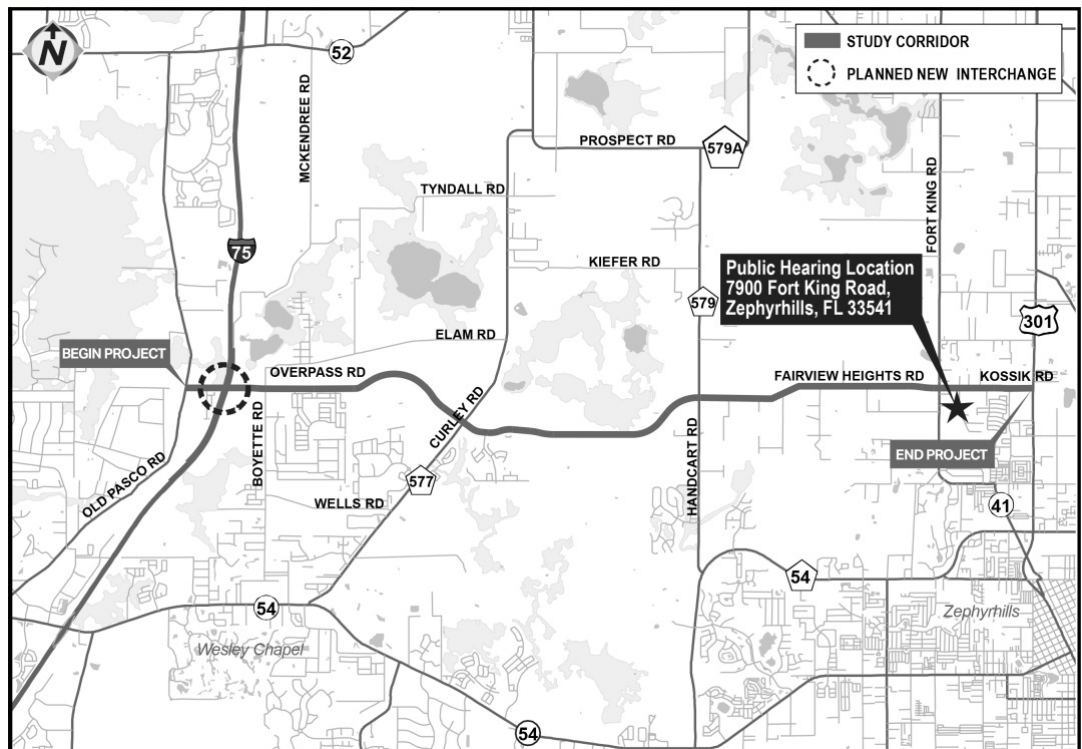 N
52
STUDY CORRIDOR
PLANNED NEW INTERCHANGE
MCKENDREE RD
PROSPECT RD
579A
TYNDALL RD
FORT KING RD
75
KIEFER RD
Public Hearing Location
7900 Fort King Road,
Zephyrhills, FL 33541
579
301
ELAM RD
BEGIN PROJECT
OVERPASS RD
FAIRVIEW HEIGHTS RD
KOSSIK RD
BOYETTE RD
CURLEY RD
HANDCART RD
END PROJECT
OLD PASCO RD
577
WELLS RD
41
54
54
Zephyrhills
Wesley Chapel
54